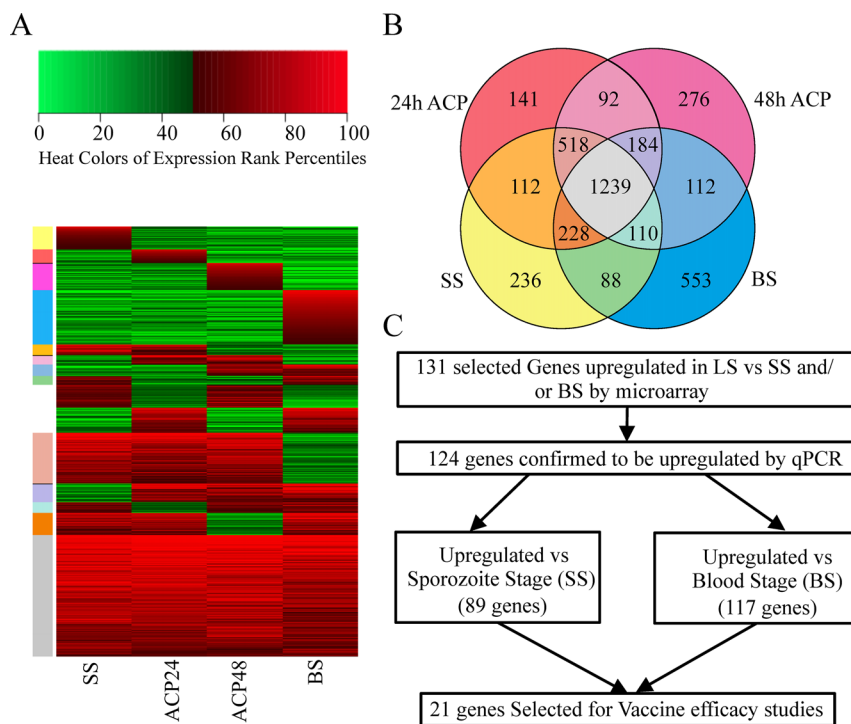 A
0 20 40 60 80 100
Heat Colors of Expression Rank Percentiles
SS
ACP24
ACP48
BS
B
24h ACP
48h ACP
141
92
276
518
184
112
1239
112
228
110
SS
236
88
553
BS
C
131 selected Genes upregulated in LS vs SS and/
or BS by microarray
124 genes confirmed to be upregulated by qPCR
Upregulated vs
Sporozoite Stage (SS)
(89 genes)
Upregulated vs
Blood Stage (BS)
(117 genes)
21 genes Selected for Vaccine efficacy studies